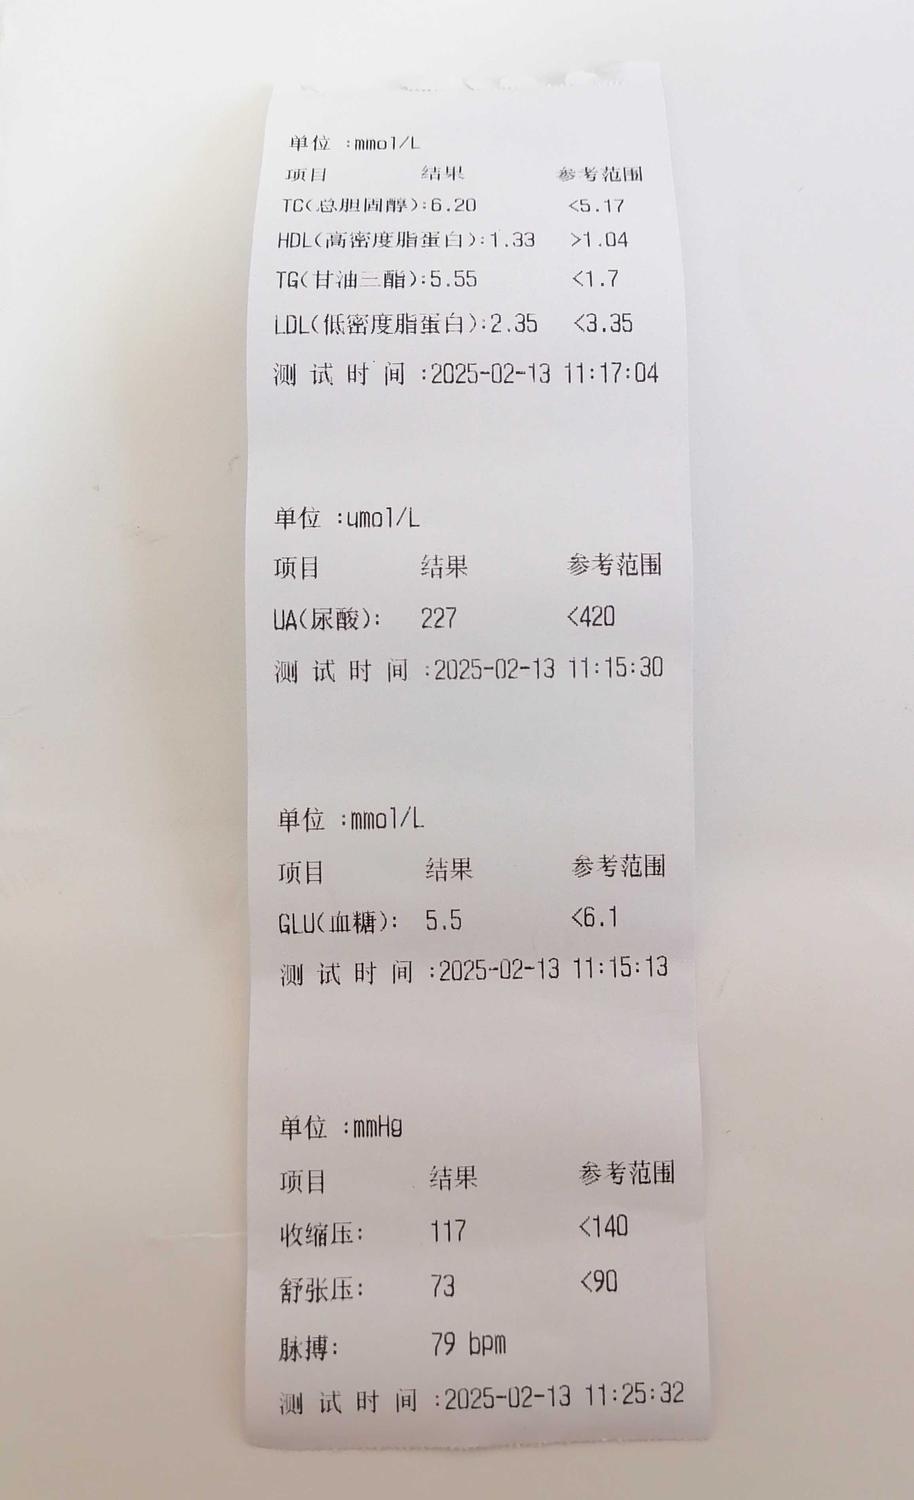 单位 :mmol/L
项目 结果 参考范围
TC(总胆固醇):6.20 <5.17
HDL(高密度脂蛋白):1.33 >1.04
TG(甘油三酯):5.55 <1.7
LDL(低密度脂蛋白):2.35 <3.35
测 试 时 间 :2025-02-13 11:17:04
单位 :umol/L
项目 结果 参考范围
UA(尿酸): 227 <420
测 试 时 间 :2025-02-13 11:15:30
单位 :mmol/L
项目 结果 参考范围
GLU(血糖): 5.5 <6.1
测 试 时 间 :2025-02-13 11:15:13
单位 :mmHg
项目 结果 参考范围
收缩压: 117 <140
舒张压: 73 <90
脉搏: 79 bpm
测 试 时 间 :2025-02-13 11:25:32